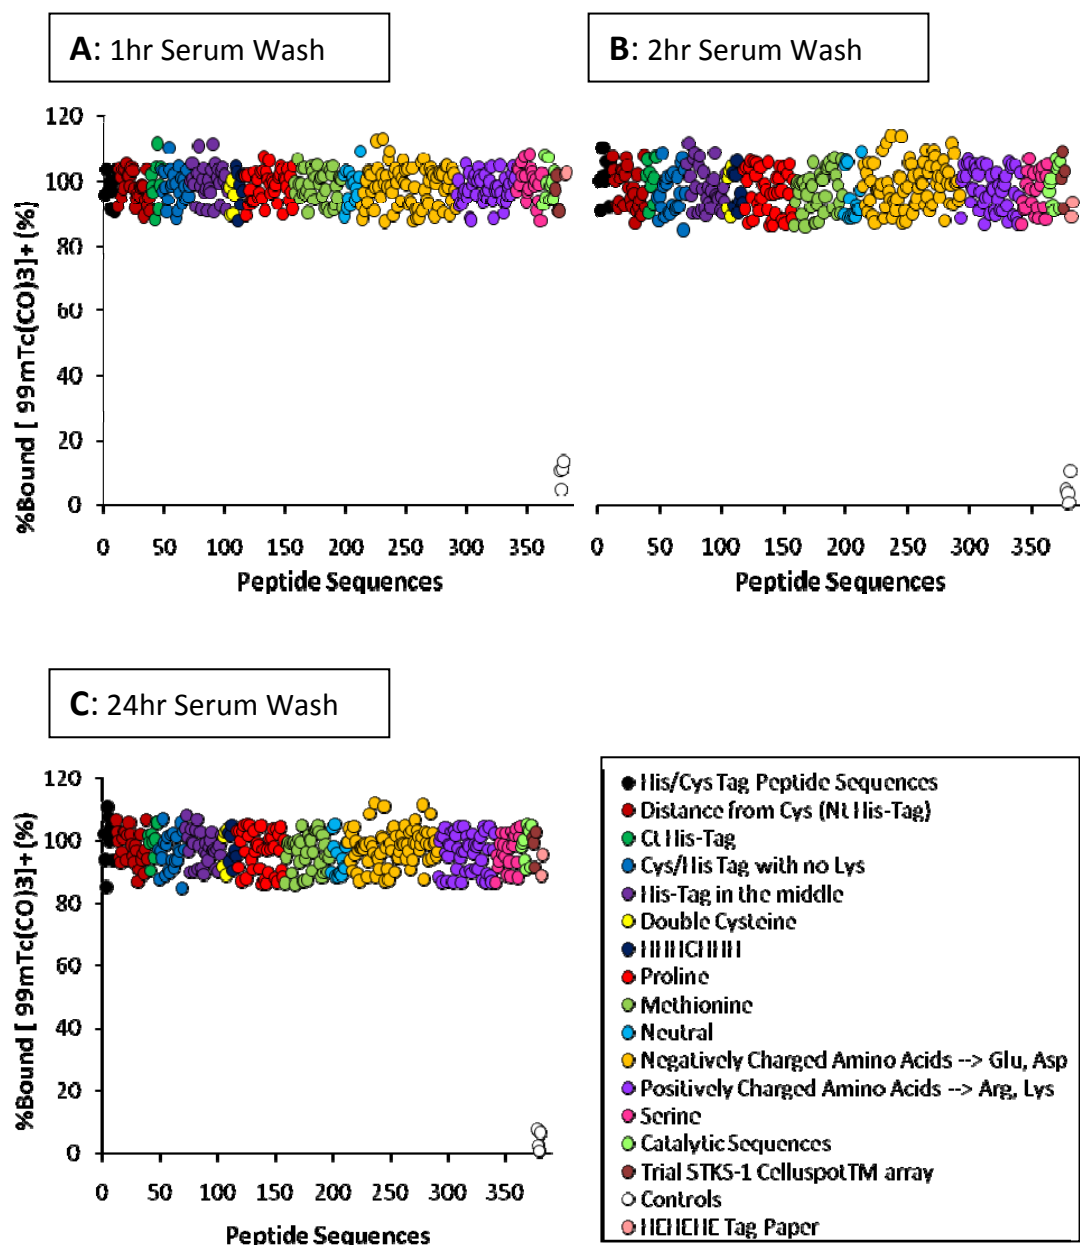 A: 1hr Serum Wash
B: 2hr Serum Wash
%Bound [ 99mTc(CO)3]+(%)
120
100
80
60
40
20
0
0 50 100 150 200 250 300 350
Peptide Sequences
0 50 100 150 200 250 300 350
Peptide Sequences
C: 24hr Serum Wash
%Bound [ 99mTc(CO)3]+(%)
120
100
80
60
40
20
0
0 50 100 150 200 250 300 350
Peptide Sequences
His/Cys Tag Peptide Sequences
Distance from Cys (Nt His-Tag)
Ct His-Tag
Cys/His Tag with no Lys
His-Tag in the middle
Double Cysteine
HHHCHHH
Proline
Methionine
Neutral
Negatively Charged Amino Acids --> Glu, Asp
Positively Charged Amino Acids --> Arg, Lys
Serine
Catalytic Sequences
Trial STKS-1 CelluspotTM array
Controls
HEHEHE Tag Paper